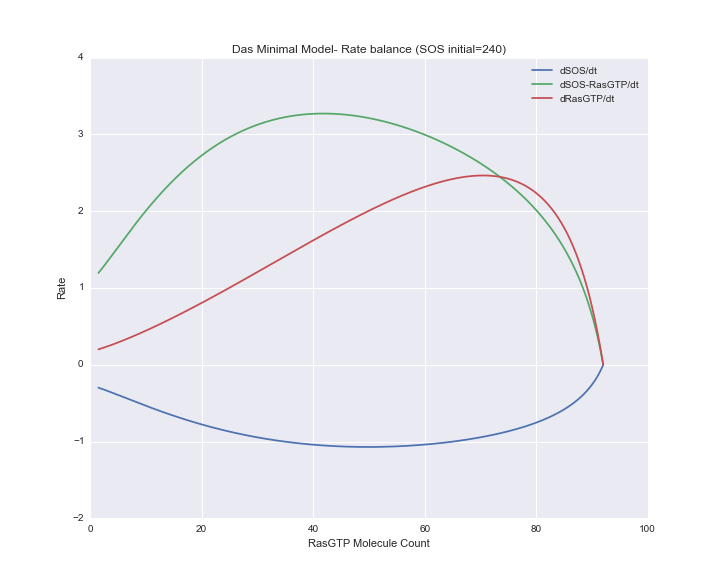 Das Minimal Model- Rate balance (SOS initial=240)
dSOS/dt
dSOS-RasGTP/dt
dRasGTP/dt
4
3
2
1
0
−1
−2
Rate
0 20 40 60 80 100
RasGTP Molecule Count